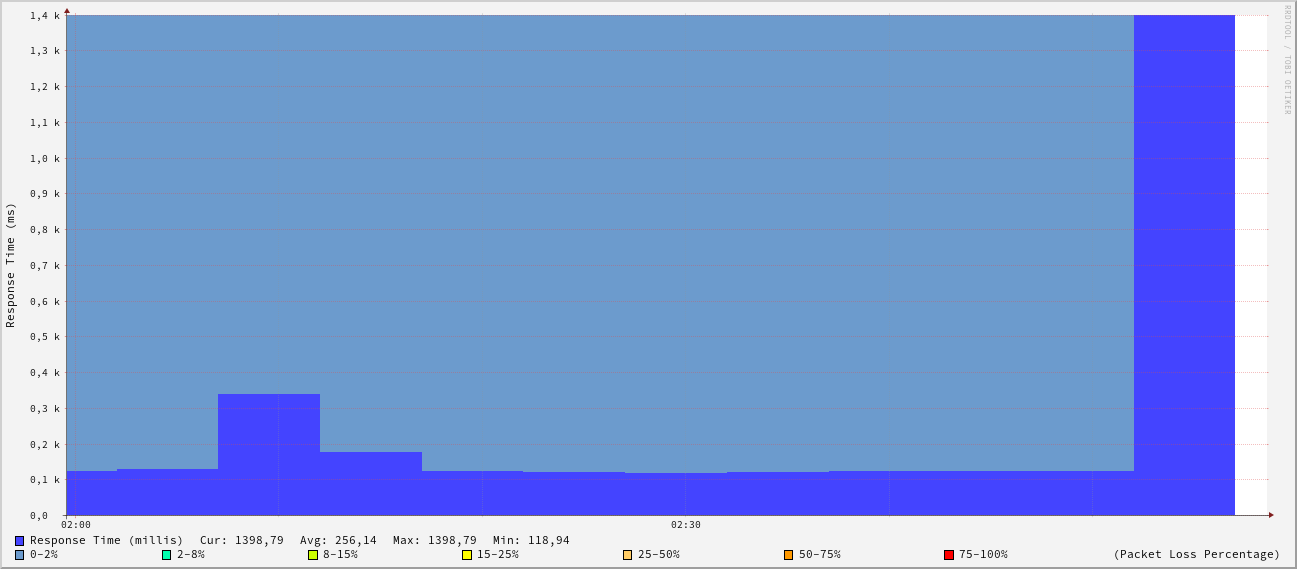 1,4 k
1,3 k
1,2 k
1,1 k
1,0 k
0,9 k
0,8 k
0,7 k
0,6 k
0,5 k
0,4 k
0,3 k
0,2 k
0,1 k
0,0
Response Time (ms)
RRDTOOL / TOBI OETIKER
02:00 02:30
Response Time (millis) Cur: 1398,79 Avg: 256,14 Max: 1398,79 Min: 118,94
0-2% 2-8% 8-15% 15-25% 25-50% 50-75% 75-100% (Packet Loss Percentage)